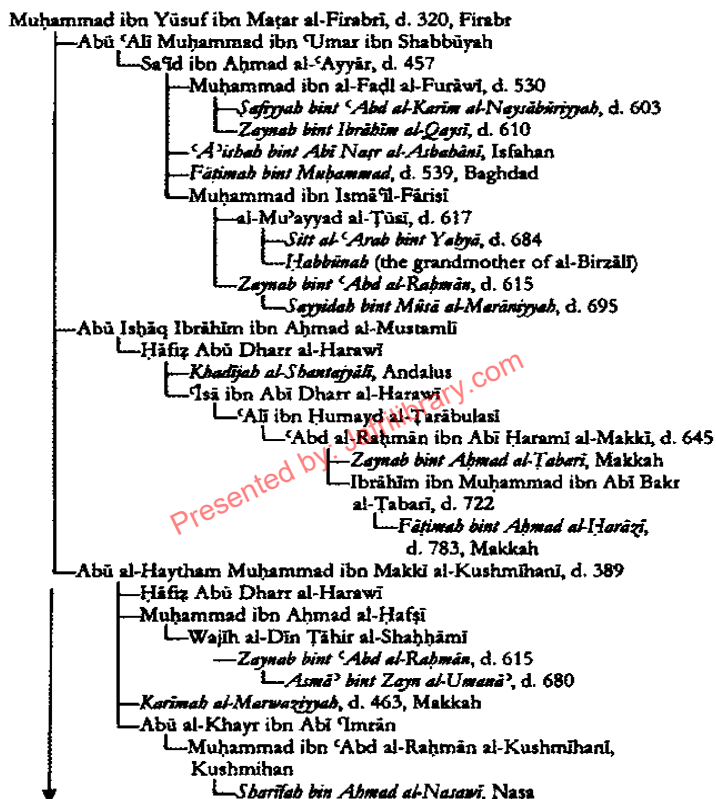 Muḥammad ibn Yūsuf ibn Maṭar al-Firabrī, d. 320, Firabr
Abū ʿAlī Muḥammad ibn ʿUmar ibn Shabbūyah
Saʿīd ibn Aḥmad al-ʿAyyār, d. 457
Muḥammad ibn al-Faḍl al-Furāwī, d. 530
Ṣafiyyah bint ʿAbd al-Karīm al-Naysābūriyyah, d. 603
Zaynab bint Ibrāhīm al-Qaysī, d. 610
ʿĀʾishah bint Abī Naṣr al-Asbahānī, Isfahan
Fāṭimah bint Muḥammad, d. 539, Baghdad
Muḥammad ibn Ismāʿīl-Fārisī
al-Muʾayyad al-Ṭūsī, d. 617
Sitt al-ʿArab bint Yaḥyā, d. 684
Ḥabbūnah (the grandmother of al-Birzālī)
Zaynab bint ʿAbd al-Raḥmān, d. 615
Sayyidah bint Mūsā al-Marāniyyah, d. 695
Abū Isḥāq Ibrāhīm ibn Aḥmad al-Mustamlī
Ḥāfiẓ Abū Dharr al-Harawī
Khadījah al-Shantajyālī, Andalus
ʿĪsā ibn Abī Dharr al-Harawī
ʿAlī ibn Ḥumayd al-Ṭarābulasī
ʿAbd al-Raḥmān ibn Abī Ḥaramī al-Makkī, d. 645
Zaynab bint Aḥmad al-Ṭabarī, Makkah
Ibrāhīm ibn Muḥammad ibn Abī Bakr
al-Ṭabarī, d. 722
Fāṭimah bint Aḥmad al-Ḥarāzī,
d. 783, Makkah
Abū al-Haytham Muḥammad ibn Makkī al-Kushmīhanī, d. 389
Ḥāfiẓ Abū Dharr al-Harawī
Muḥammad ibn Aḥmad al-Ḥafṣī
Wajīh al-Dīn Ṭāhir al-Shaḥḥāmī
Zaynab bint ʿAbd al-Raḥmān, d. 615
Asmāʾ bint Zayn al-Umanāʾ, d. 680
Karīmah al-Marwaziyyah, d. 463, Makkah
Abū al-Khayr ibn Abī ʿImrān
Muḥammad ibn ʿAbd al-Raḥmān al-Kushmīhanī,
Kushmihan
Sharīfah bin Aḥmad al-Nasawī, Nasa
Presented by: Jafrilibrary.com